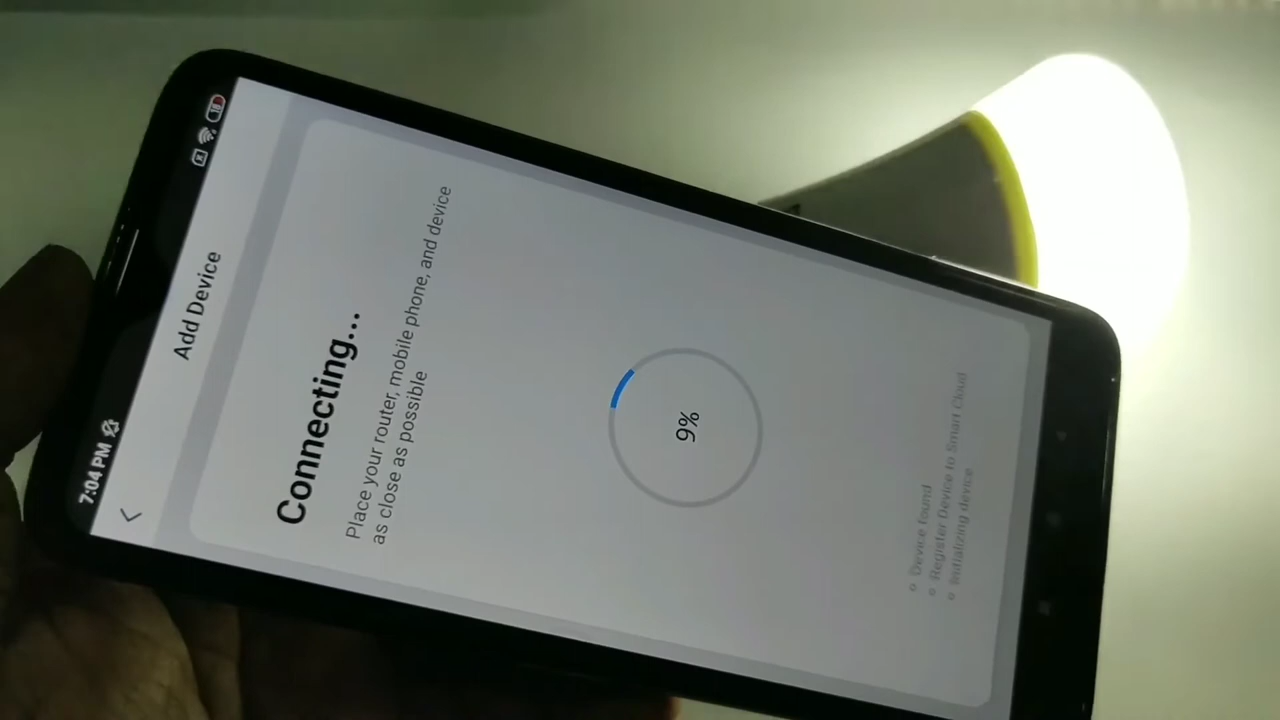 7:04 PM
Add Device
Connecting...
Place your router, mobile phone, and device
as close as possible
9%
Device found
Register Device to Smart Cloud
Initializing device